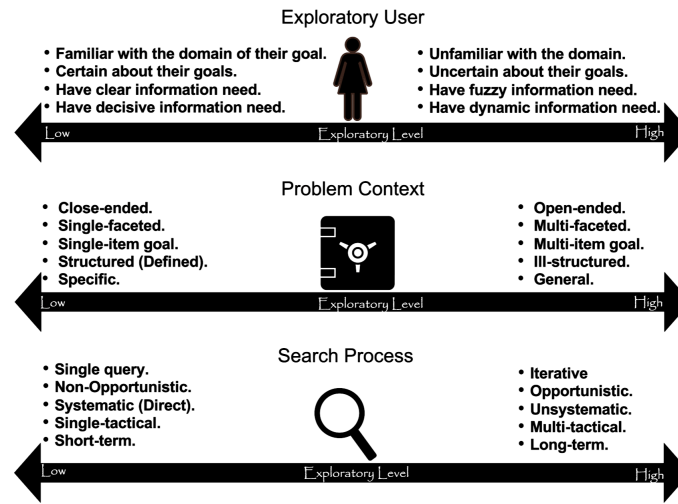 Exploratory User
• Familiar with the domain of their goal.
• Certain about their goals.
• Have clear information need.
• Have decisive information need.
• Unfamiliar with the domain.
• Uncertain about their goals.
• Have fuzzy information need.
• Have dynamic information need.
Low Exploratory Level High
Problem Context
• Close-ended.
• Single-faceted.
• Single-item goal.
• Structured (Defined).
• Specific.
• Open-ended.
• Multi-faceted.
• Multi-item goal.
• Ill-structured.
• General.
Low Exploratory Level High
Search Process
• Single query.
• Non-Opportunistic.
• Systematic (Direct).
• Single-tactical.
• Short-term.
• Iterative
• Opportunistic.
• Unsystematic.
• Multi-tactical.
• Long-term.
Low Exploratory Level High